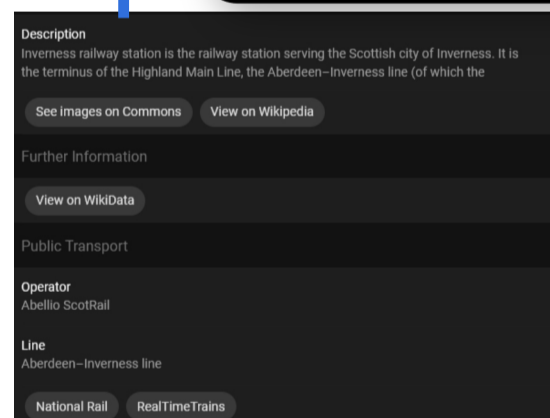 Description
Inverness railway station is the railway station serving the Scottish city of Inverness. It is
the terminus of the Highland Main Line, the Aberdeen–Inverness line (of which the
See images on Commons View on Wikipedia
Further Information
View on WikiData
Public Transport
Operator
Abellio ScotRail
Line
Aberdeen–Inverness line
National Rail RealTimeTrains